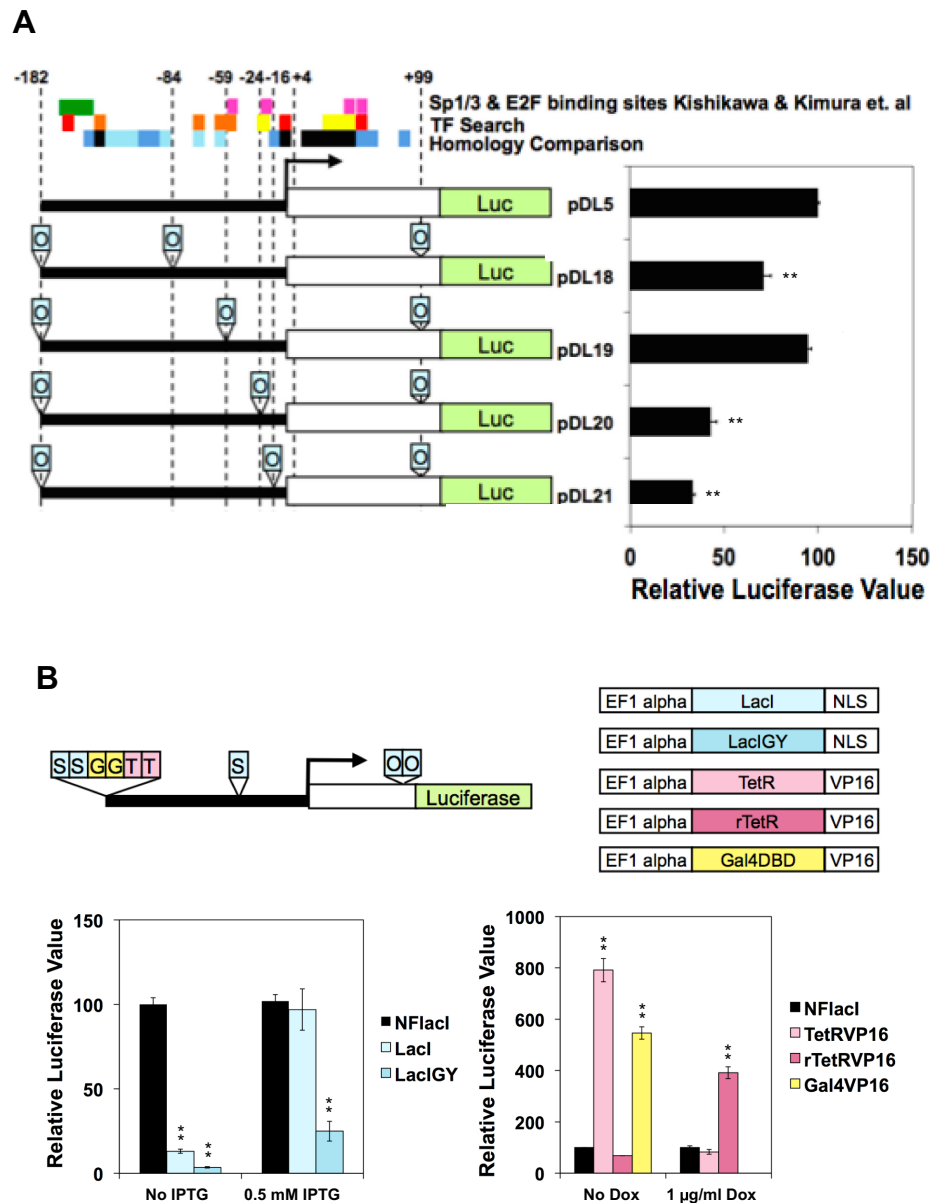 A
-182 -84 -59 -24 -16 +4 +99
Sp1/3 & E2F binding sites Kishikawa & Kimura et. al
TF Search
Homology Comparison
Luc pDL5
O O O
Luc pDL18
O O O
Luc pDL19
O O O
Luc pDL20
O O O
Luc pDL21
**
**
**
0 50 100 150
Relative Luciferase Value
B
S S G G T T S O O
Luciferase
EF1 alpha LacI NLS
EF1 alpha LacIGY NLS
EF1 alpha TetR VP16
EF1 alpha rTetR VP16
EF1 alpha Gal4DBD VP16
Relative Luciferase Value
150
100
50
0
**
**
**
No IPTG 0.5 mM IPTG
NFlacI
LacI
LacIGY
Relative Luciferase Value
1000
800
600
400
200
0
**
**
**
No Dox 1 µg/ml Dox
NFlacI
TetRVP16
rTetRVP16
Gal4VP16